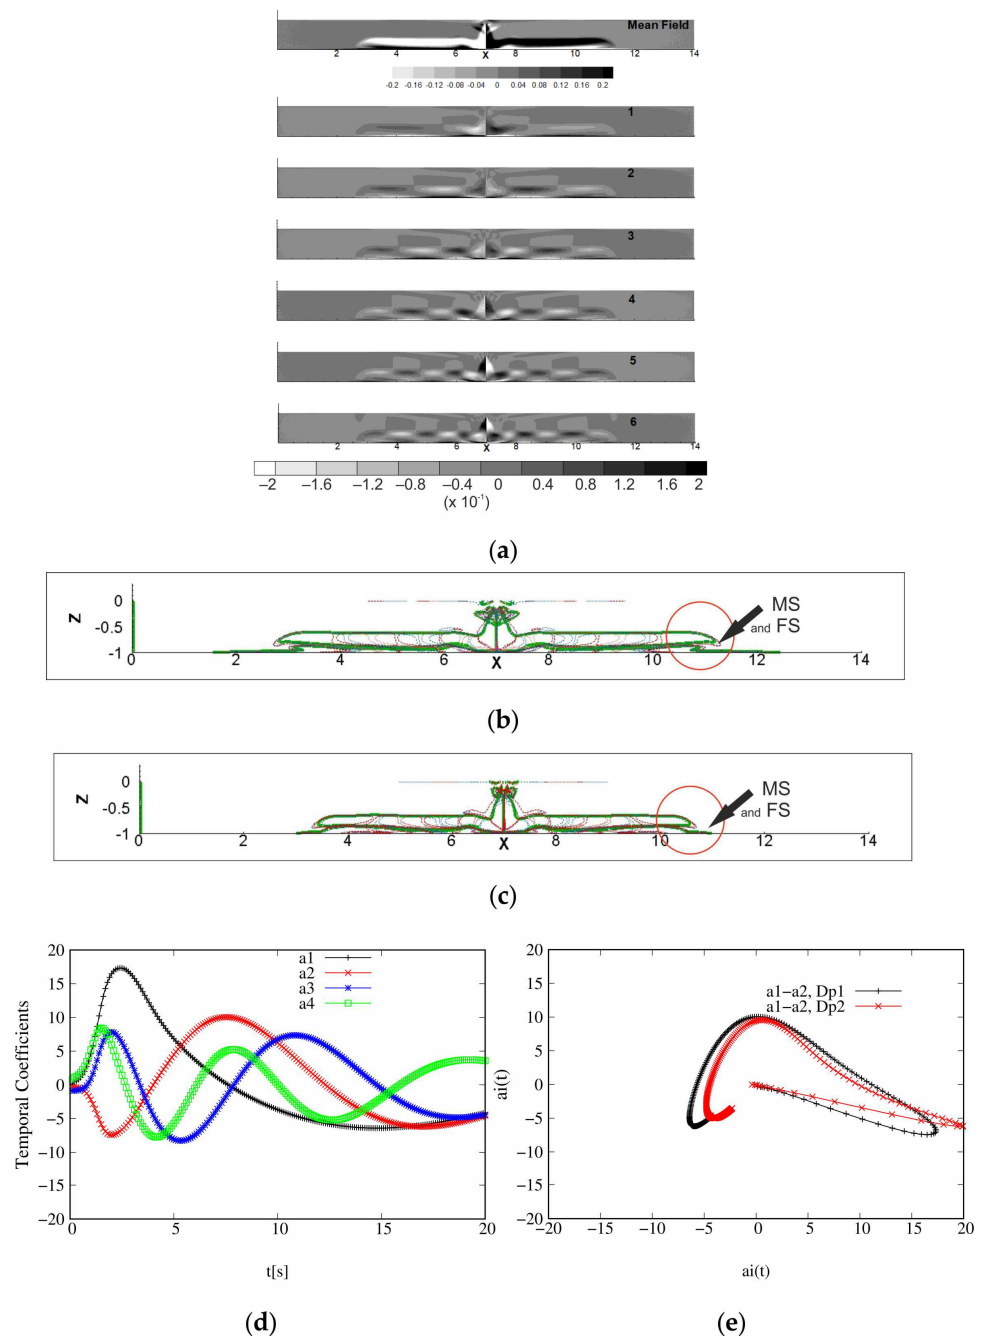 Mean Field
2 4 6 X 8 10 12 14
-0.2 -0.16 -0.12 -0.08 -0.04 0 0.04 0.08 0.12 0.16 0.2
1
2
3
4
5
6
2 4 6 X 8 10 12 14
−2 −1.6 −1.2 −0.8 −0.4 0 0.4 0.8 1.2 1.6 2
(x 10⁻¹)
(a)
Z
0
-0.5
-1
MS
and FS
0 2 4 6 X 8 10 12 14
(b)
Z
0
-0.5
-1
MS
and FS
0 2 4 6 X 8 10 12 14
(c)
Temporal Coefficients
20
15
10
5
0
−5
−10
−15
−20
a1
a2
a3
a4
0 5 10 15 20
t[s]
(d)
ai(t)
20
15
10
5
0
−5
−10
−15
−20
a1−a2, Dp1
a1−a2, Dp2
−20 −15 −10 −5 0 5 10 15 20
ai(t)
(e)